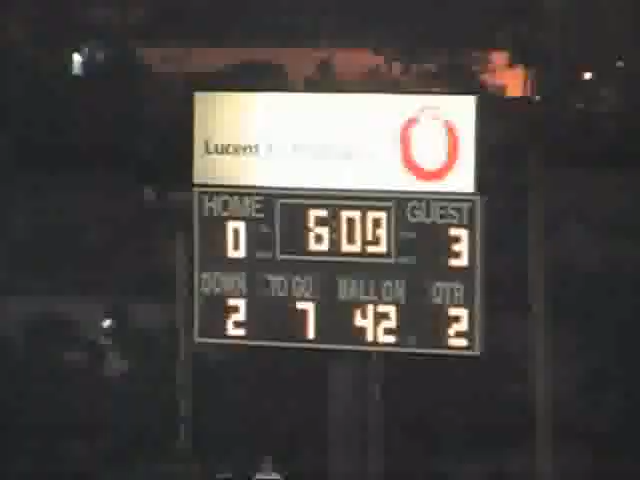 Lucent
HOME GUEST
0 6:09 3
DOWN TO GO BALL ON QTR
2 7 42 2